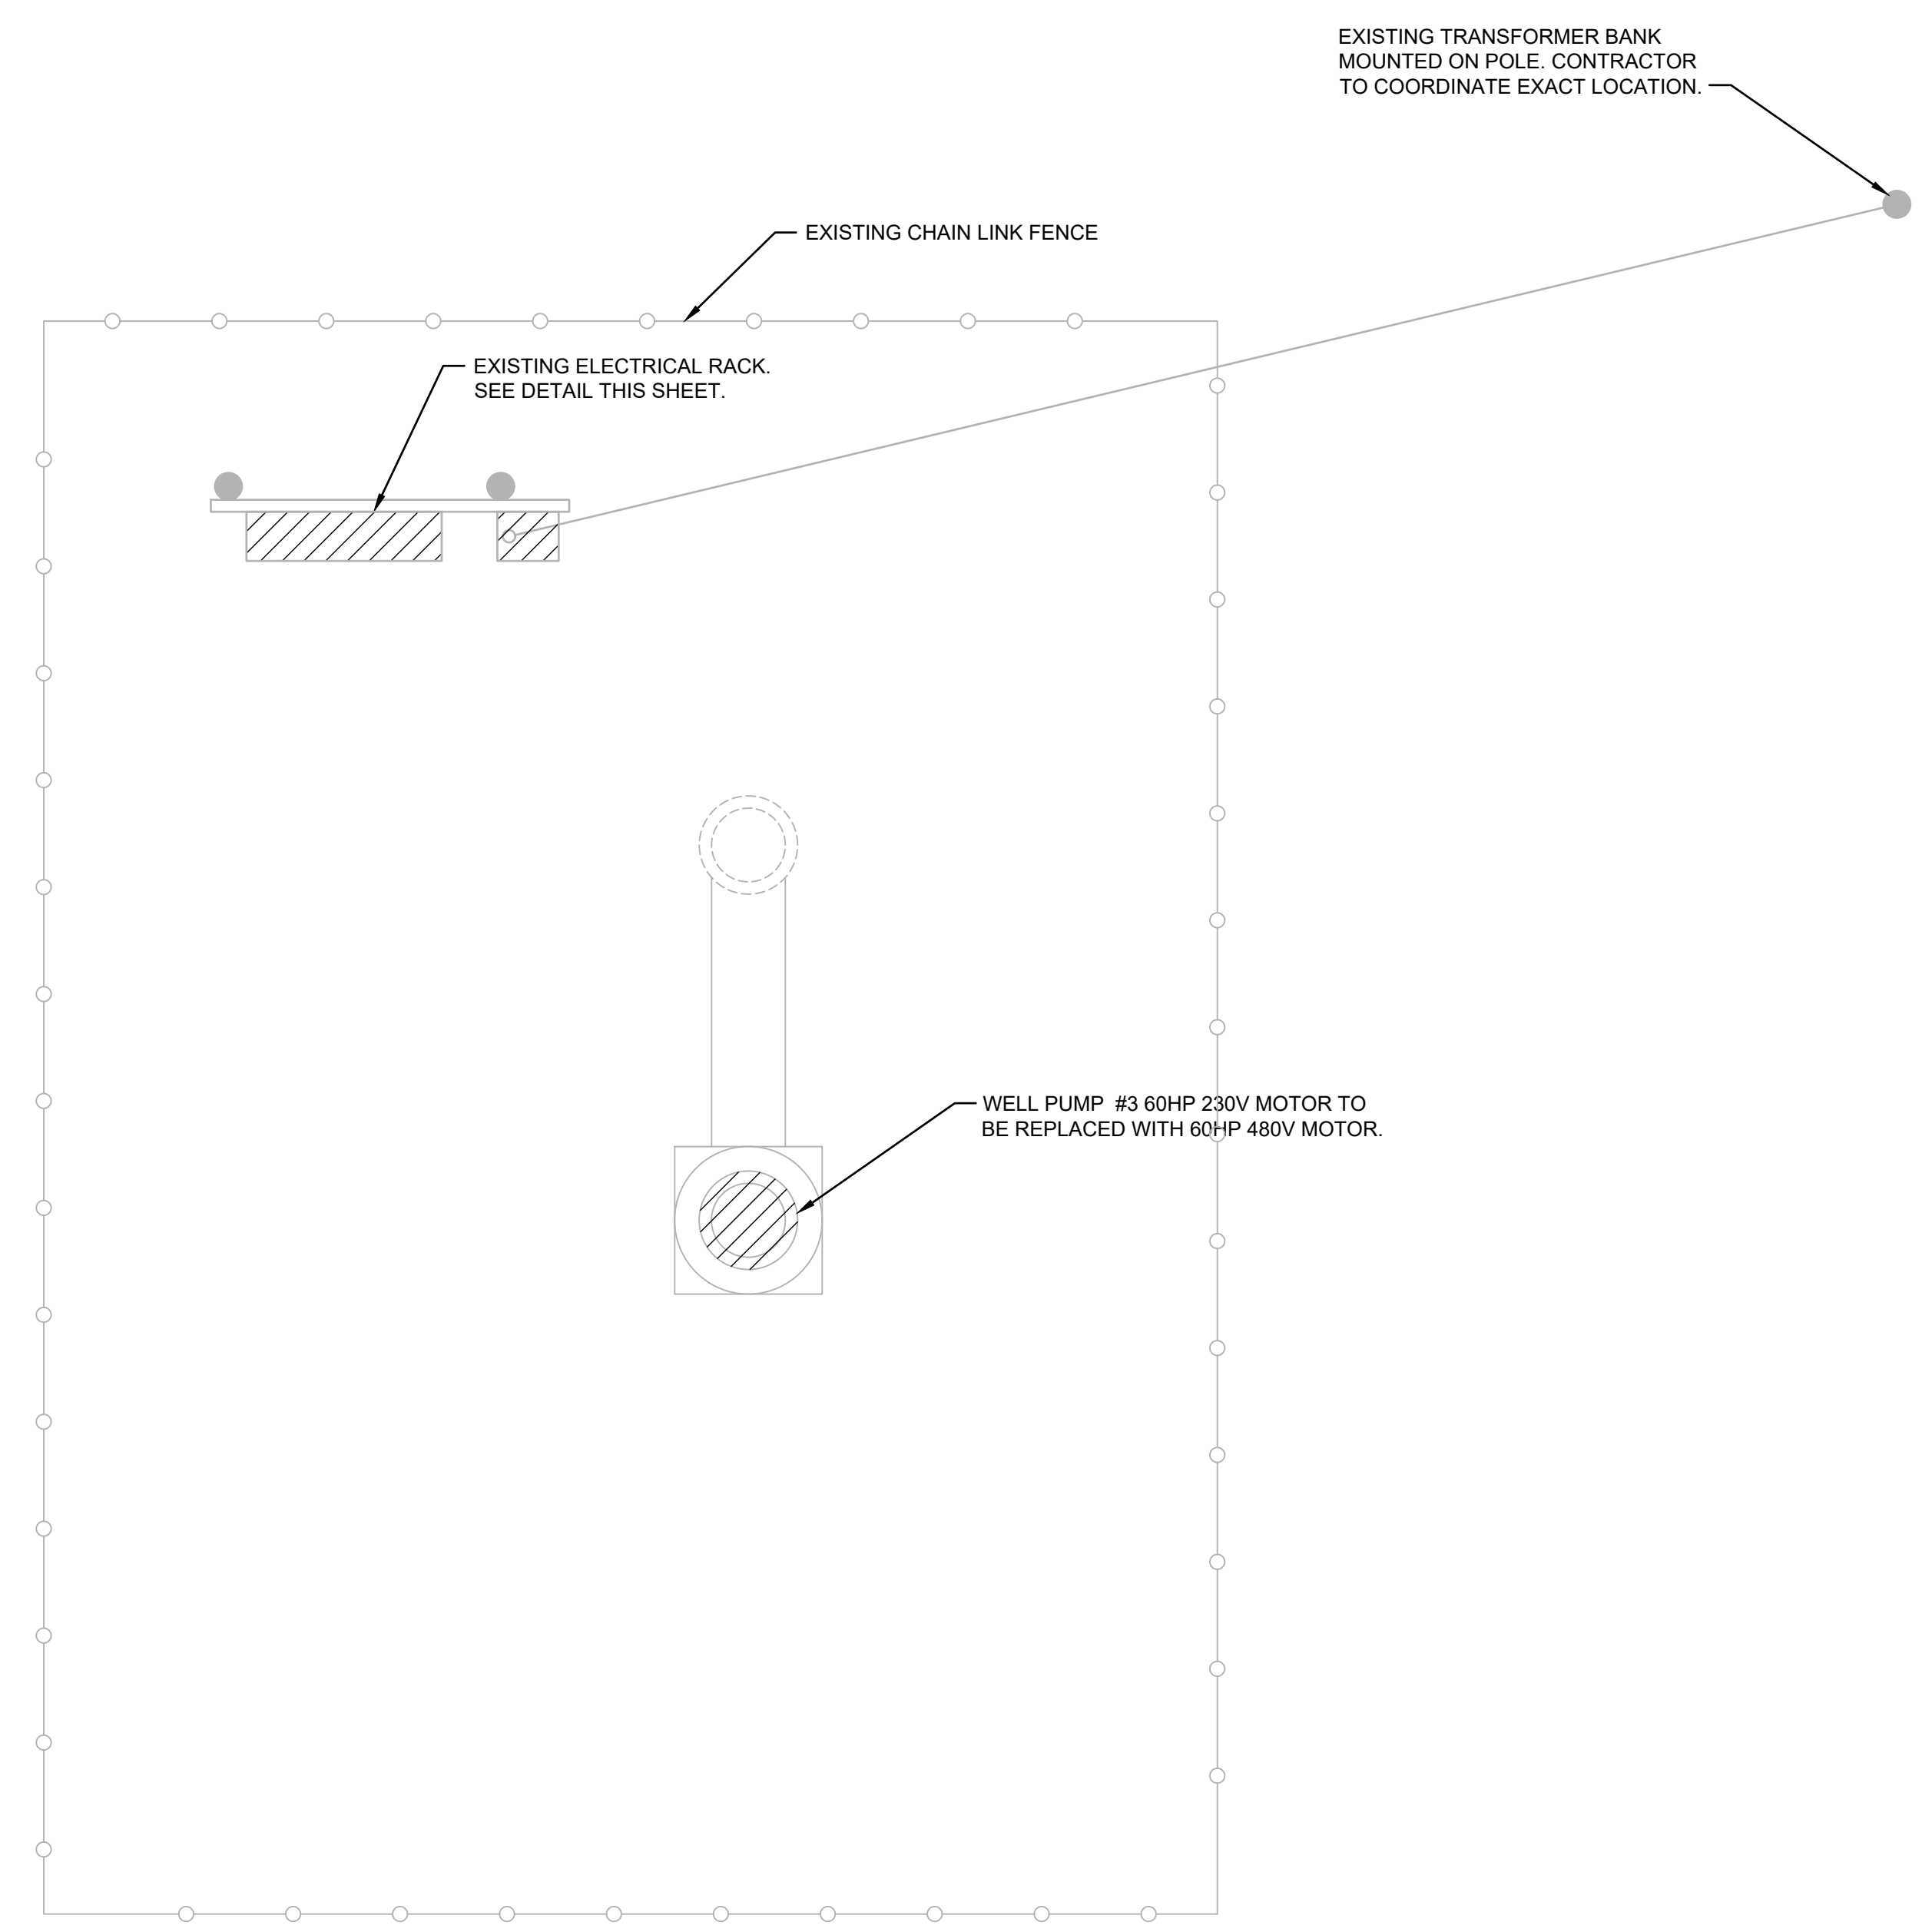 EXISTING TRANSFORMER BANK
MOUNTED ON POLE. CONTRACTOR
TO COORDINATE EXACT LOCATION.
EXISTING CHAIN LINK FENCE
EXISTING ELECTRICAL RACK.
SEE DETAIL THIS SHEET.
WELL PUMP  #3 60HP 230V MOTOR TO
BE REPLACED WITH 60HP 480V MOTOR.